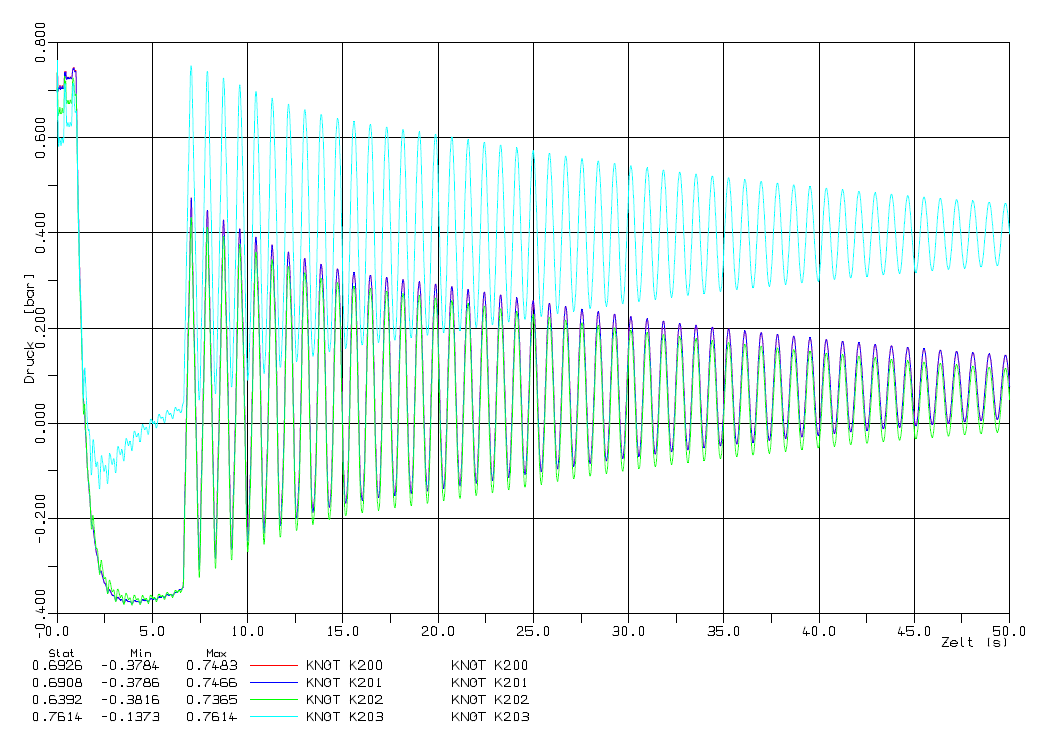 0.800
0.600
0.400
0.200
0.000
-0.200
-0.400
Druck [bar]
0.0 5.0 10.0 15.0 20.0 25.0 30.0 35.0 40.0 45.0 50.0
Zeit (s)
Stat Min Max
0.6926 -0.3784 0.7483 KNOT K200 KNOT K200
0.6908 -0.3786 0.7466 KNOT K201 KNOT K201
0.6392 -0.3816 0.7365 KNOT K202 KNOT K202
0.7614 -0.1373 0.7614 KNOT K203 KNOT K203